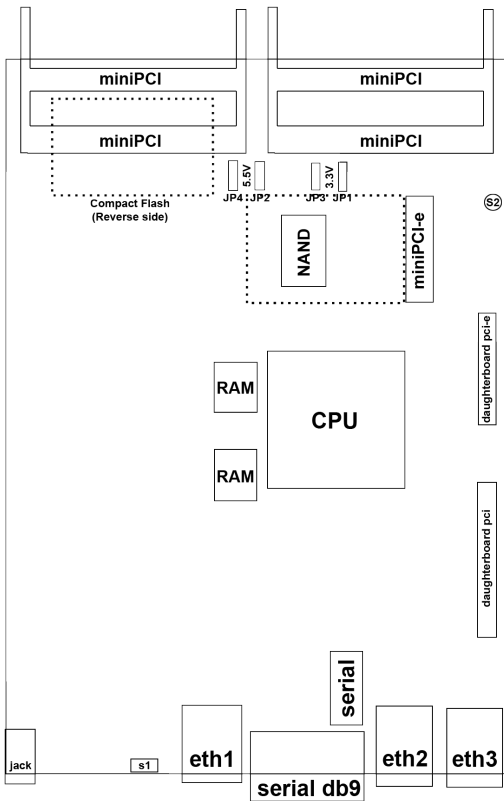 miniPCI
miniPCI
miniPCI
miniPCI
5.5V
3.3V
JP4
JP2
JP3
JP1
Compact Flash
(Reverse side)
S2
NAND
miniPCI-e
daughterboard pci-e
RAM
CPU
RAM
daughterboard pci
serial
jack
s1
eth1
serial db9
eth2
eth3